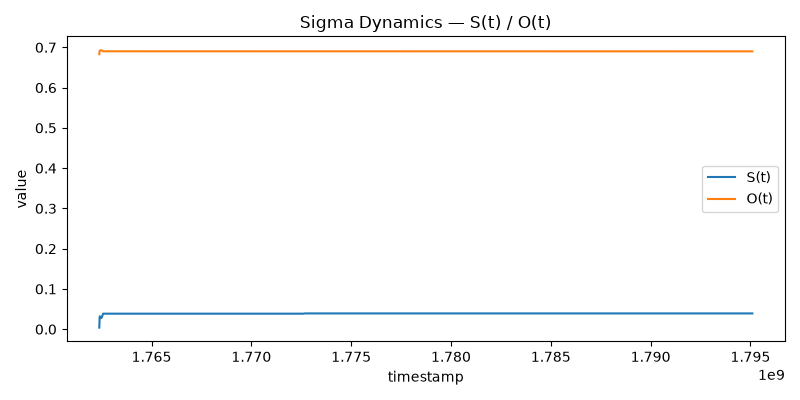 Sigma Dynamics — S(t) / O(t)
0.7
0.6
0.5
0.4
0.3
0.2
0.1
0.0
value
S(t)
O(t)
1.765 1.770 1.775 1.780 1.785 1.790 1.795
1e9
timestamp